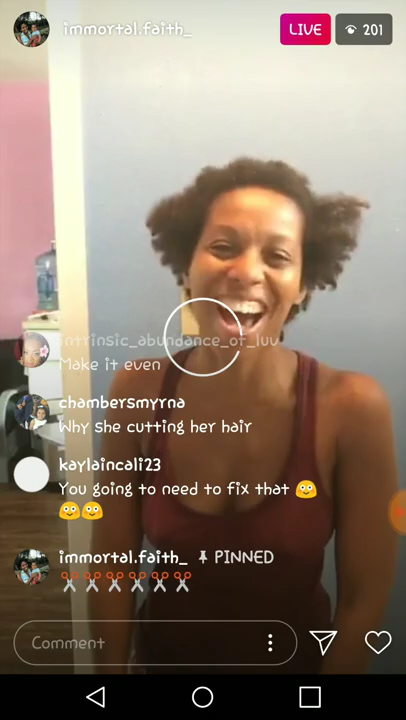 immortal.faith_
LIVE
201
intrinsic_abundance_of_luv
Make it even
chambersmyrna
Why she cutting her hair
kaylaincali23
You going to need to fix that 🙄
🙄🙄
immortal.faith_ PINNED
✂✂✂✂✂✂
Comment